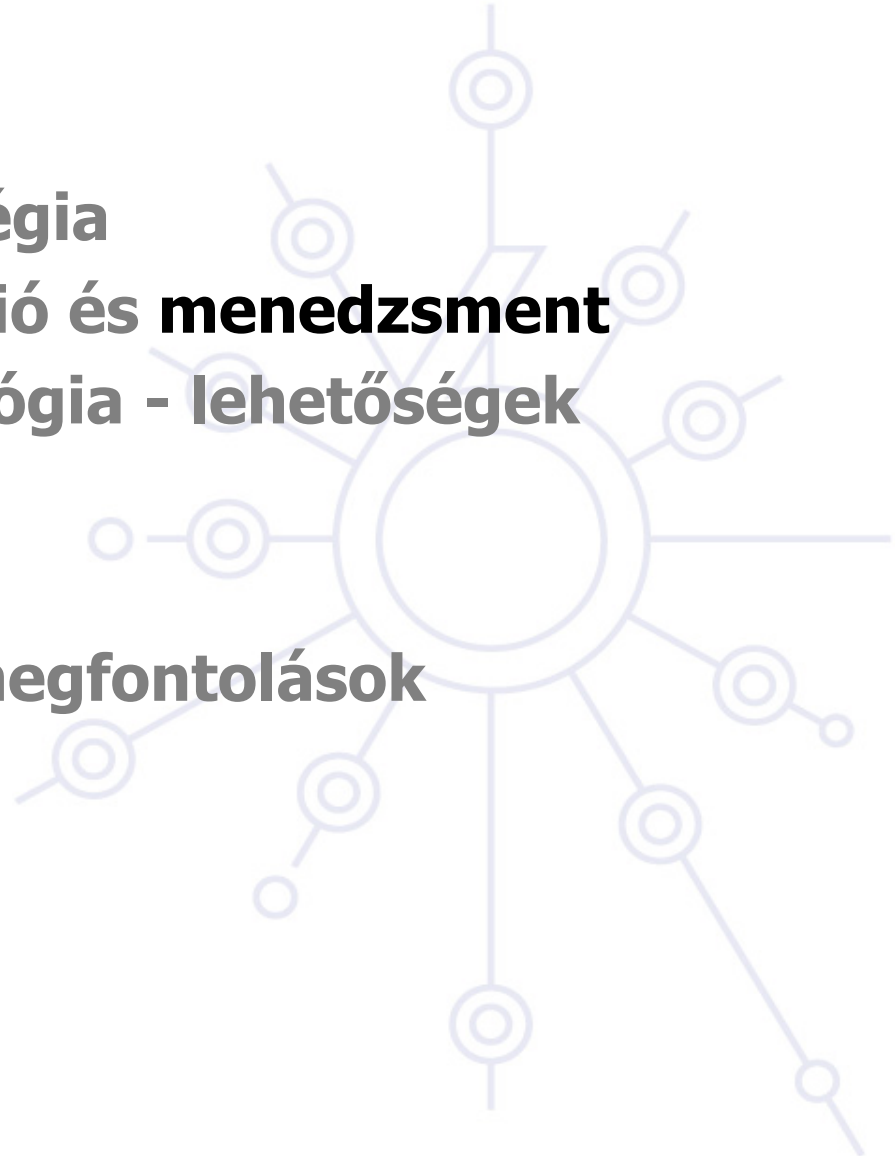 égia
ió és menedzsment
ógia - lehetőségek
egfontolások